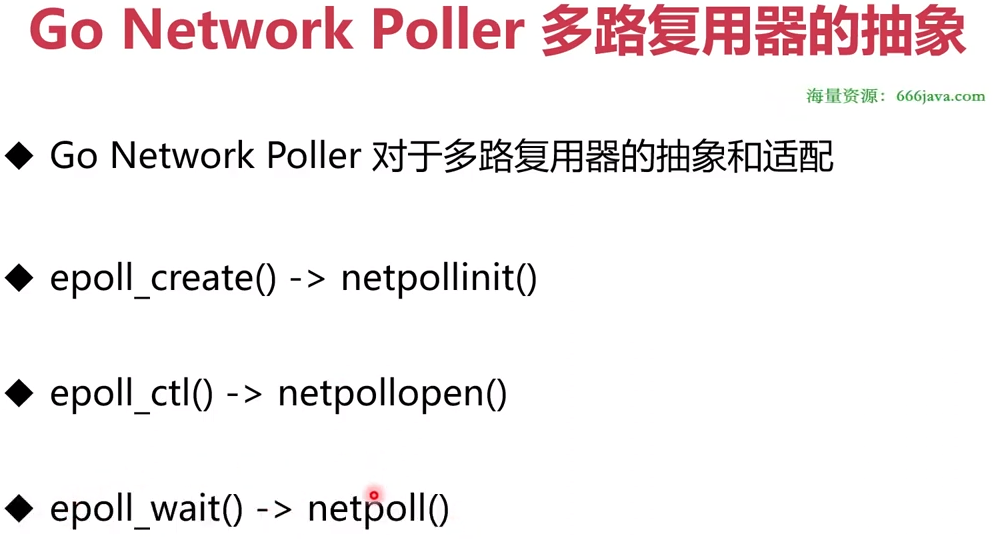 Go Network Poller 多路复用器的抽象
海量资源：666java.com
◆ Go Network Poller 对于多路复用器的抽象和适配
◆ epoll_create() -> netpollinit()
◆ epoll_ctl() -> netpollopen()
◆ epoll_wait() -> netpoll()